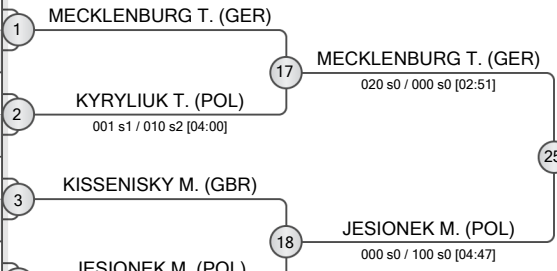 MECKLENBURG T. (GER)
1
17
MECKLENBURG T. (GER)
020 s0 / 000 s0 [02:51]
KYRYLIUK T. (POL)
2
001 s1 / 010 s2 [04:00]
25
KISSENISKY M. (GBR)
3
18
JESIONEK M. (POL)
000 s0 / 100 s0 [04:47]
JESIONEK M. (POL)